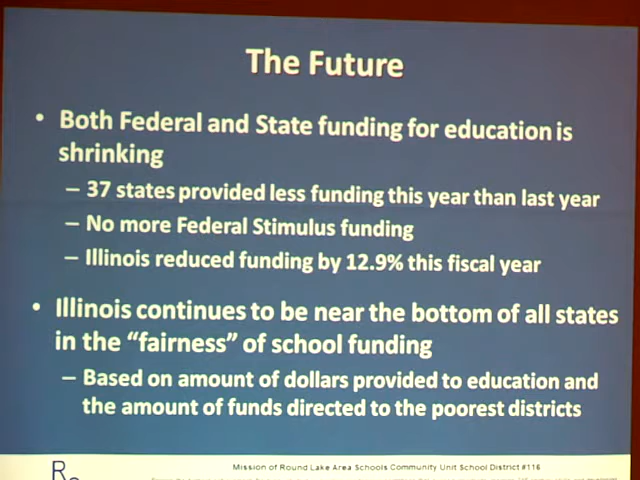 The Future
• Both Federal and State funding for education is
shrinking
– 37 states provided less funding this year than last year
– No more Federal Stimulus funding
– Illinois reduced funding by 12.9% this fiscal year
• Illinois continues to be near the bottom of all states
in the “fairness” of school funding
– Based on amount of dollars provided to education and
the amount of funds directed to the poorest districts
Mission of Round Lake Area Schools Community Unit School District #116
R